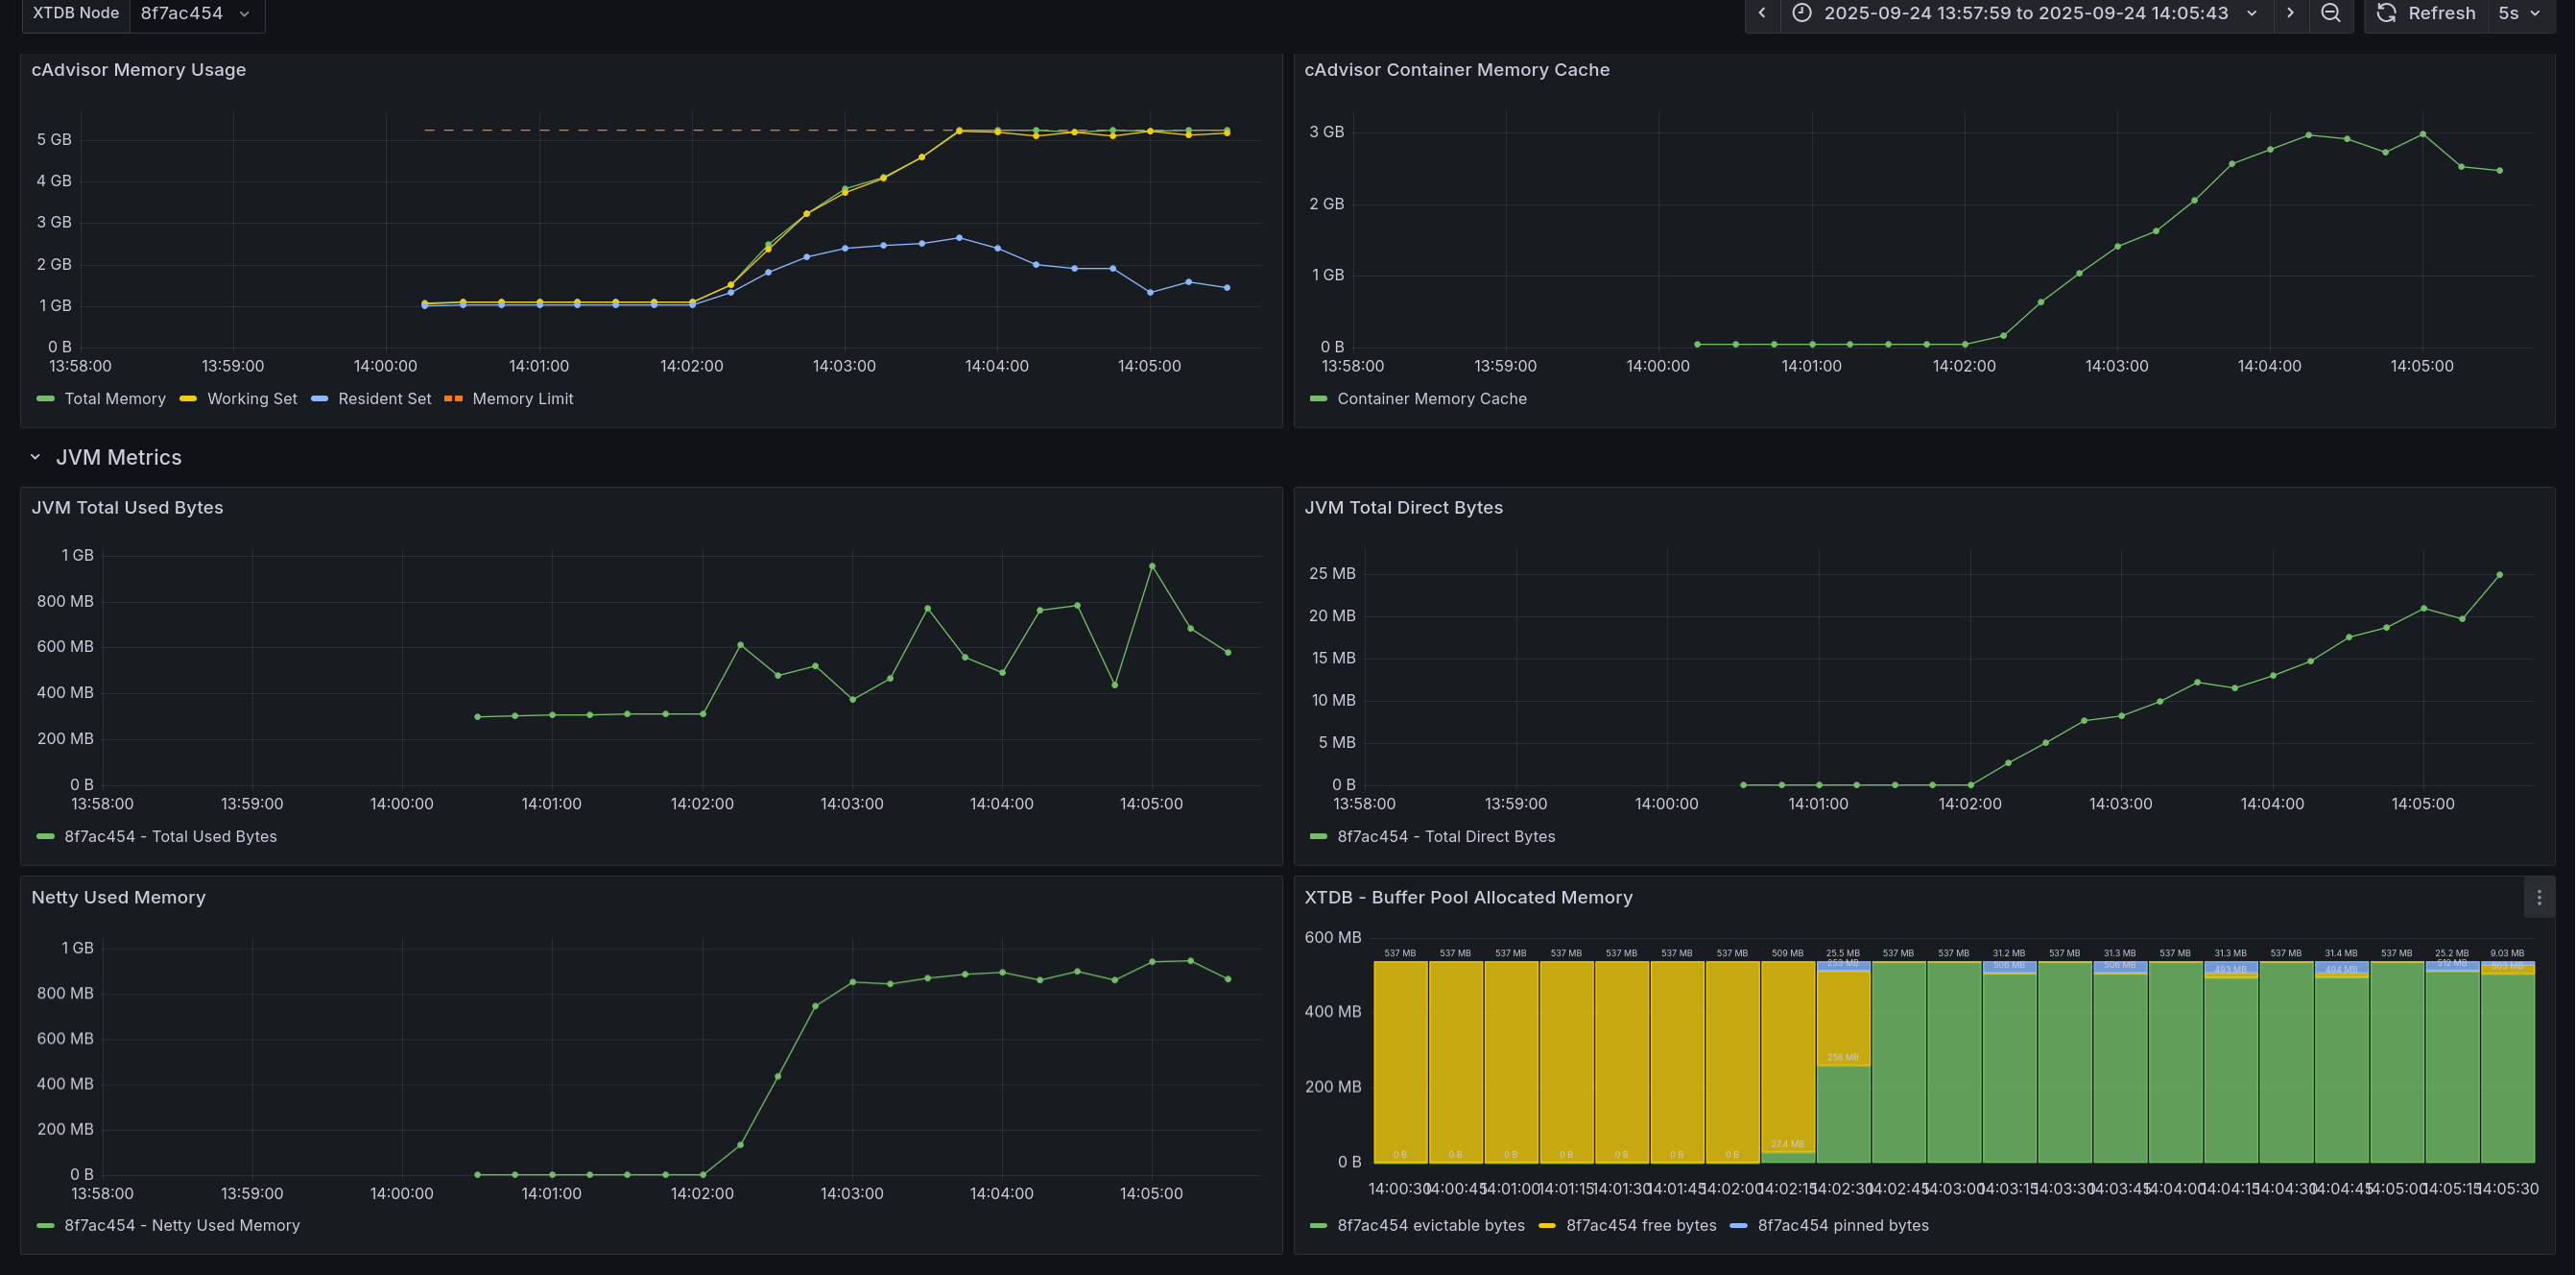 XTDB Node 8f7ac454
2025-09-24 13:57:59 to 2025-09-24 14:05:43 Refresh 5s
cAdvisor Memory Usage
5 GB
4 GB
3 GB
2 GB
1 GB
0 B
13:58:00 13:59:00 14:00:00 14:01:00 14:02:00 14:03:00 14:04:00 14:05:00
Total Memory Working Set Resident Set Memory Limit
cAdvisor Container Memory Cache
3 GB
2 GB
1 GB
0 B
13:58:00 13:59:00 14:00:00 14:01:00 14:02:00 14:03:00 14:04:00 14:05:00
Container Memory Cache
JVM Metrics
JVM Total Used Bytes
1 GB
800 MB
600 MB
400 MB
200 MB
0 B
13:58:00 13:59:00 14:00:00 14:01:00 14:02:00 14:03:00 14:04:00 14:05:00
8f7ac454 - Total Used Bytes
JVM Total Direct Bytes
25 MB
20 MB
15 MB
10 MB
5 MB
0 B
13:58:00 13:59:00 14:00:00 14:01:00 14:02:00 14:03:00 14:04:00 14:05:00
8f7ac454 - Total Direct Bytes
Netty Used Memory
1 GB
800 MB
600 MB
400 MB
200 MB
0 B
13:58:00 13:59:00 14:00:00 14:01:00 14:02:00 14:03:00 14:04:00 14:05:00
8f7ac454 - Netty Used Memory
XTDB - Buffer Pool Allocated Memory
600 MB
537 MB 537 MB 537 MB 537 MB 537 MB 537 MB 537 MB 509 MB 25.5 MB 537 MB 537 MB 31.2 MB 537 MB 31.3 MB 537 MB 31.3 MB 537 MB 31.4 MB 537 MB 25.2 MB 9.03 MB
253 MB 506 MB 506 MB 493 MB 494 MB 512 MB 503 MB
400 MB
258 MB
200 MB
27.4 MB
0 B 0 B 0 B 0 B 0 B 0 B 0 B
0 B
14:00:30 14:00:45 14:01:00 14:01:15 14:01:30 14:01:45 14:02:00 14:02:15 14:02:30 14:02:45 14:03:00 14:03:15 14:03:30 14:03:45 14:04:00 14:04:15 14:04:30 14:04:45 14:05:00 14:05:15 14:05:30
8f7ac454 evictable bytes 8f7ac454 free bytes 8f7ac454 pinned bytes